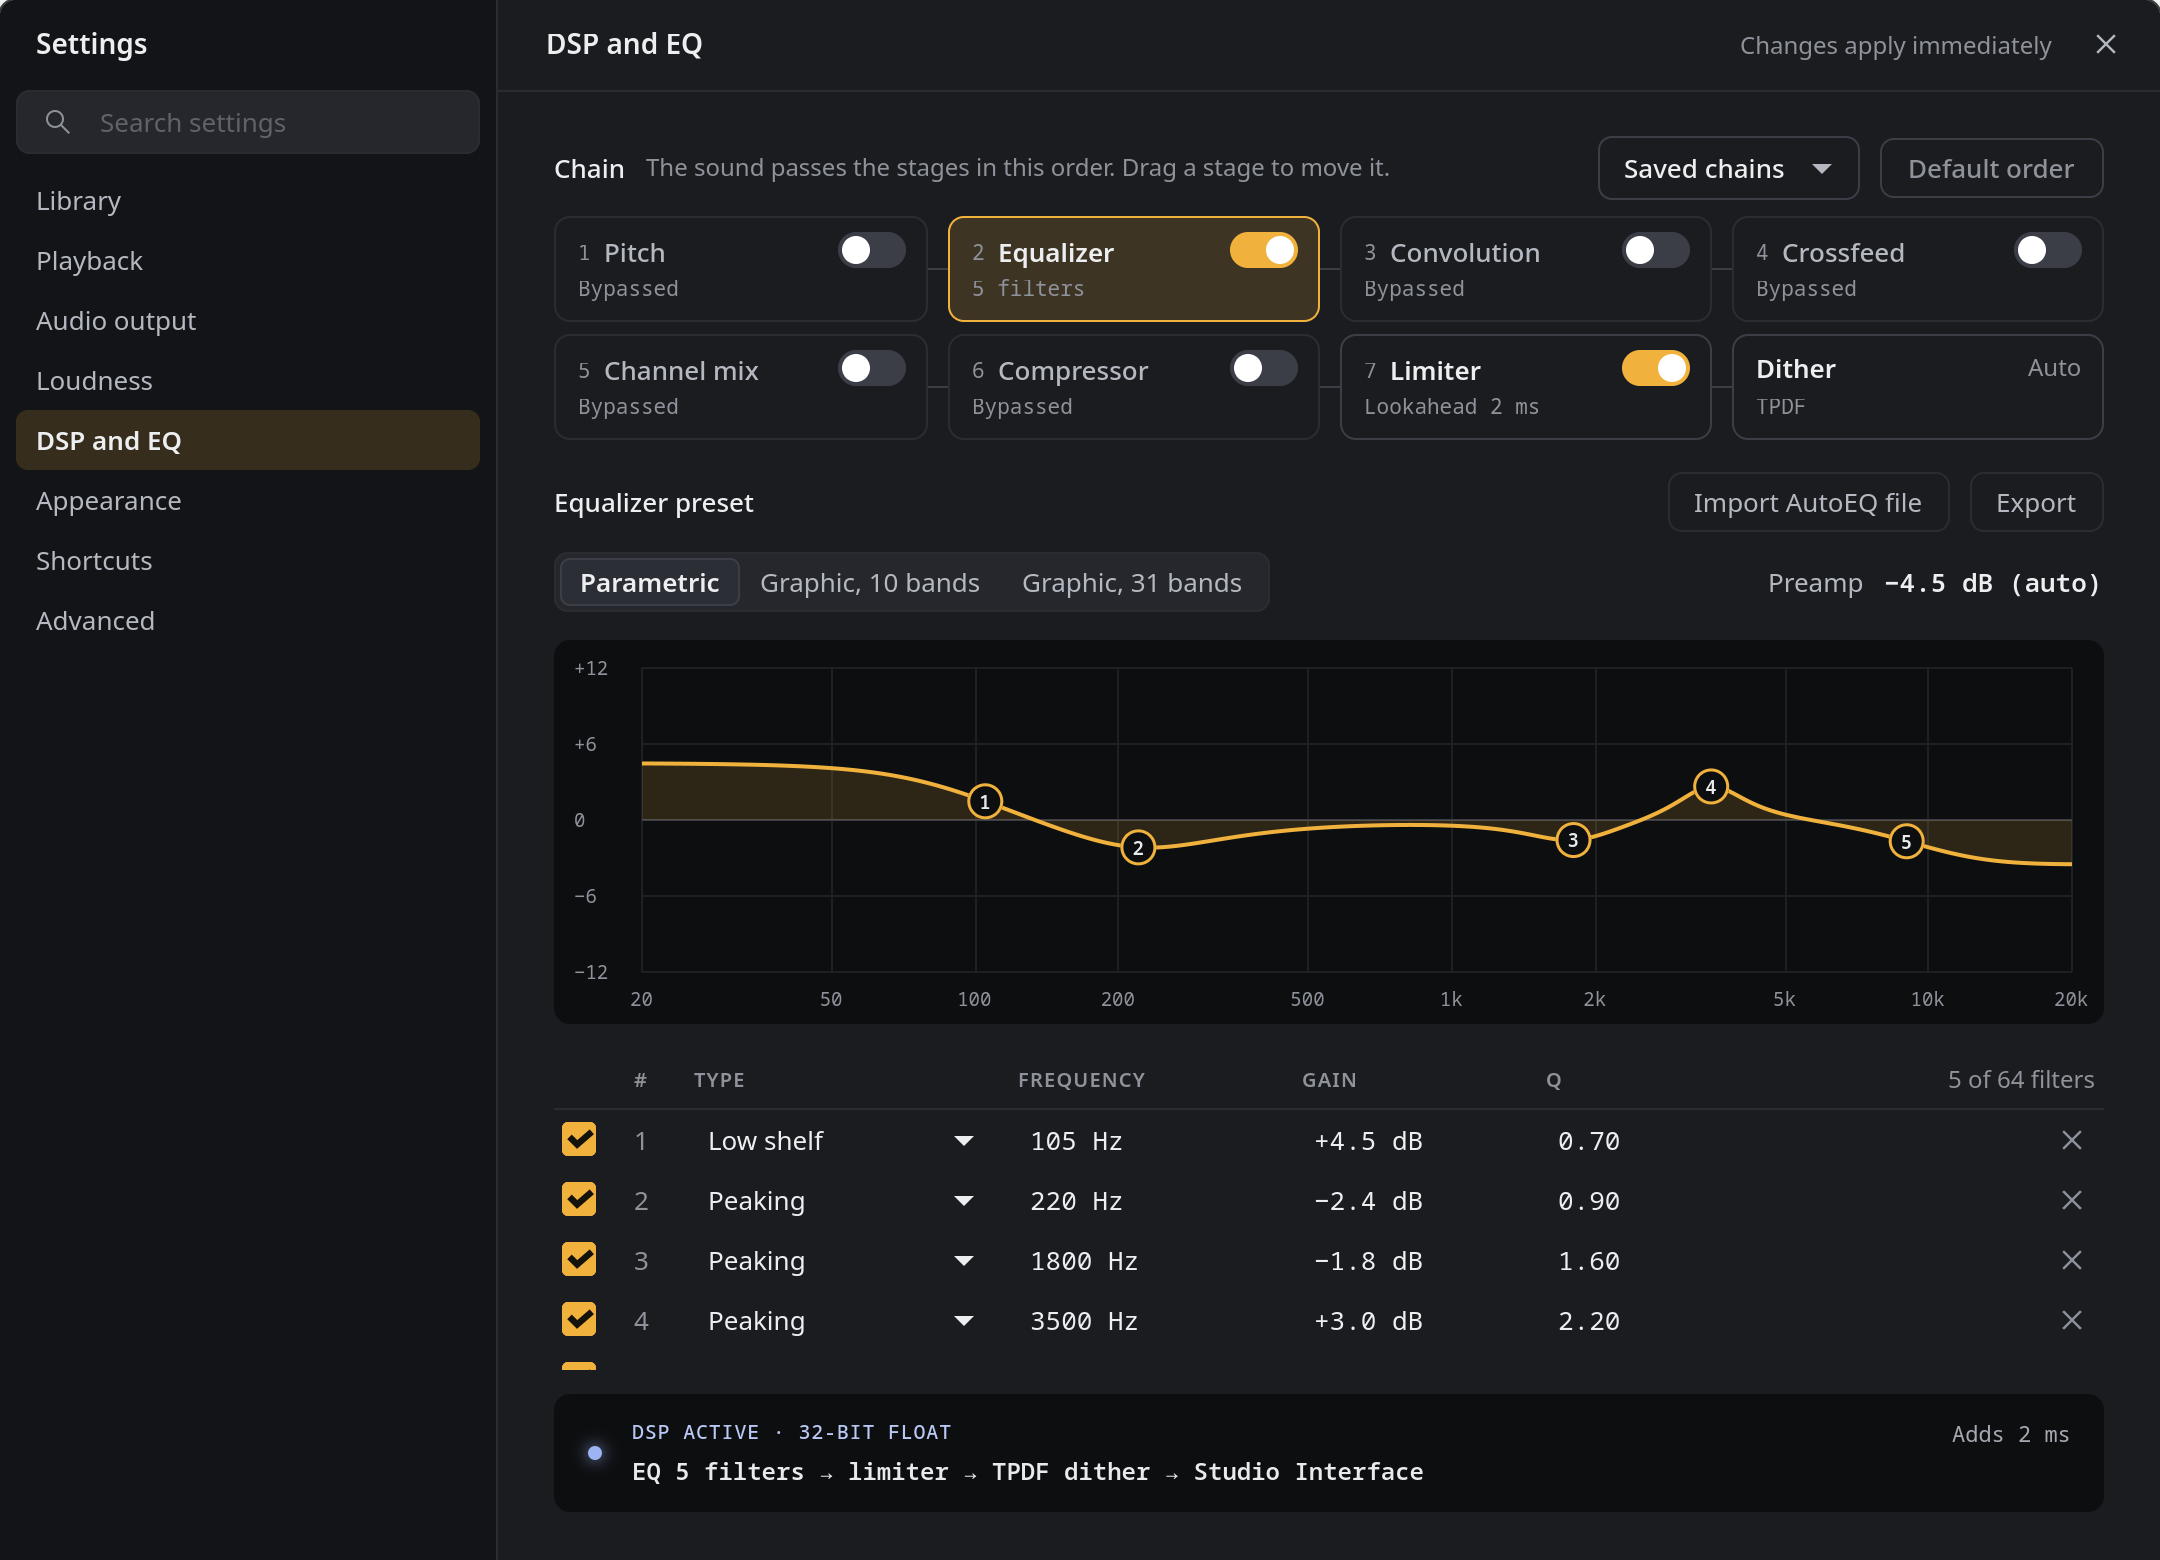 Settings
Search settings
Library
Playback
Audio output
Loudness
DSP and EQ
Appearance
Shortcuts
Advanced
DSP and EQ
Changes apply immediately
Chain The sound passes the stages in this order. Drag a stage to move it.
Saved chains
Default order
1 Pitch
Bypassed
2 Equalizer
5 filters
3 Convolution
Bypassed
4 Crossfeed
Bypassed
5 Channel mix
Bypassed
6 Compressor
Bypassed
7 Limiter
Lookahead 2 ms
Dither Auto
TPDF
Equalizer preset
Import AutoEQ file
Export
Parametric Graphic, 10 bands Graphic, 31 bands
Preamp −4.5 dB (auto)
+12
+6
0
−6
−12
1 2 3 4 5
20 50 100 200 500 1k 2k 5k 10k 20k
# TYPE FREQUENCY GAIN Q 5 of 64 filters
1 Low shelf 105 Hz +4.5 dB 0.70
2 Peaking 220 Hz −2.4 dB 0.90
3 Peaking 1800 Hz −1.8 dB 1.60
4 Peaking 3500 Hz +3.0 dB 2.20
DSP ACTIVE · 32-BIT FLOAT
Adds 2 ms
EQ 5 filters → limiter → TPDF dither → Studio Interface